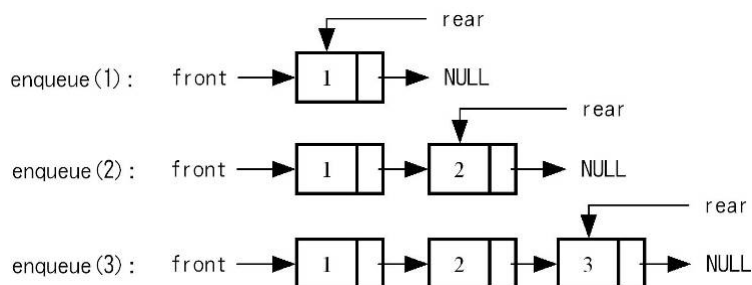 rear
enqueue(1): front 1 NULL
rear
enqueue(2): front 1 2 NULL
rear
enqueue(3): front 1 2 3 NULL